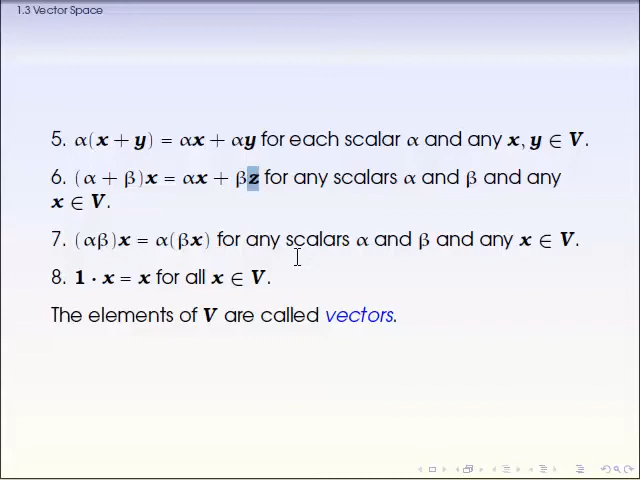 1.3 Vector Space
5. α(x + y) = αx + αy for each scalar α and any x, y ∈ V.
6. (α + β)x = αx + βz for any scalars α and β and any
x ∈ V.
7. (αβ)x = α(βx) for any scalars α and β and any x ∈ V.
8. 1 · x = x for all x ∈ V.
The elements of V are called vectors.